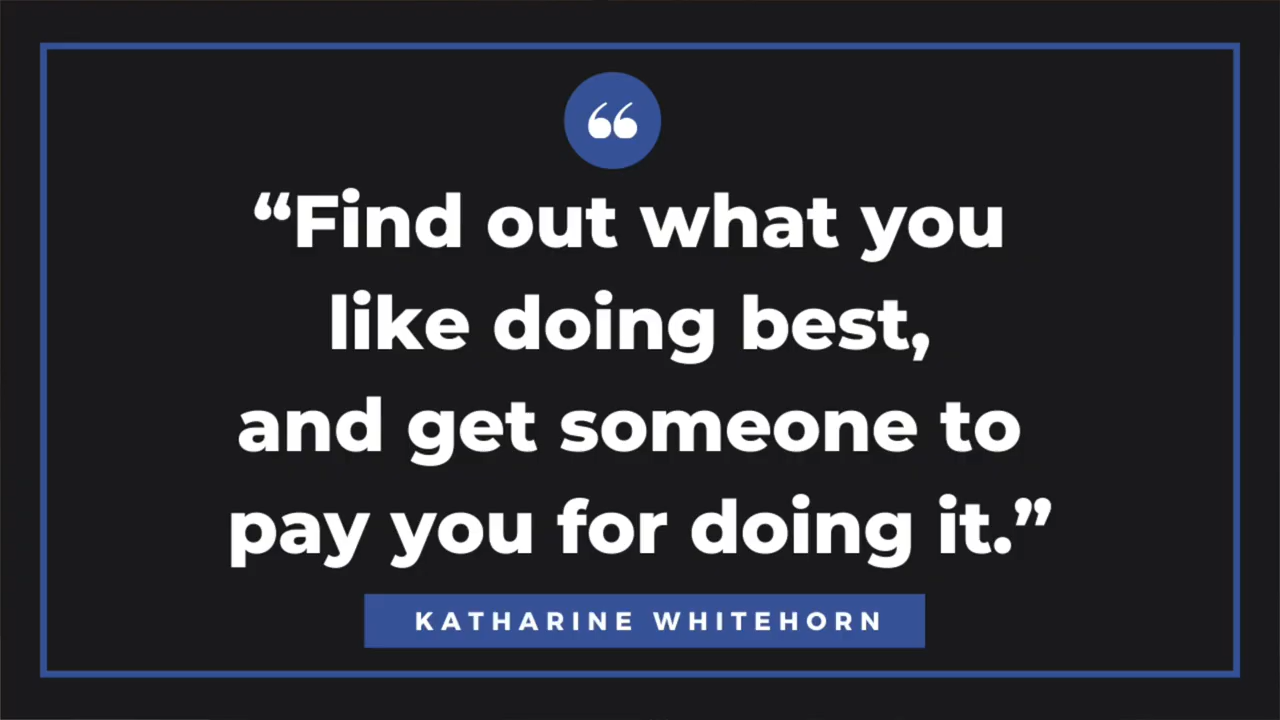 ❝
“Find out what you
like doing best,
and get someone to
pay you for doing it.”
KATHARINE WHITEHORN